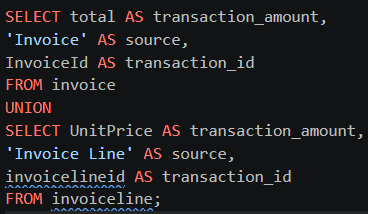 SELECT total AS transaction_amount,
'Invoice' AS source,
InvoiceId AS transaction_id
FROM invoice
UNION
SELECT UnitPrice AS transaction_amount,
'Invoice Line' AS source,
invoicelineid AS transaction_id
FROM invoiceline;